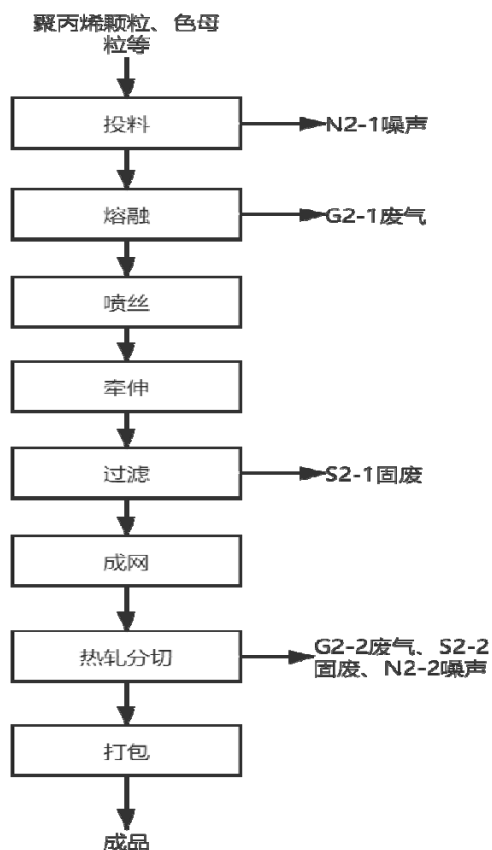 聚丙烯颗粒、色母
粒等
投料
N2-1噪声
熔融
G2-1废气
喷丝
牵伸
过滤
S2-1固废
成网
热轧分切
G2-2废气、S2-2
固废、N2-2噪声
打包
成品